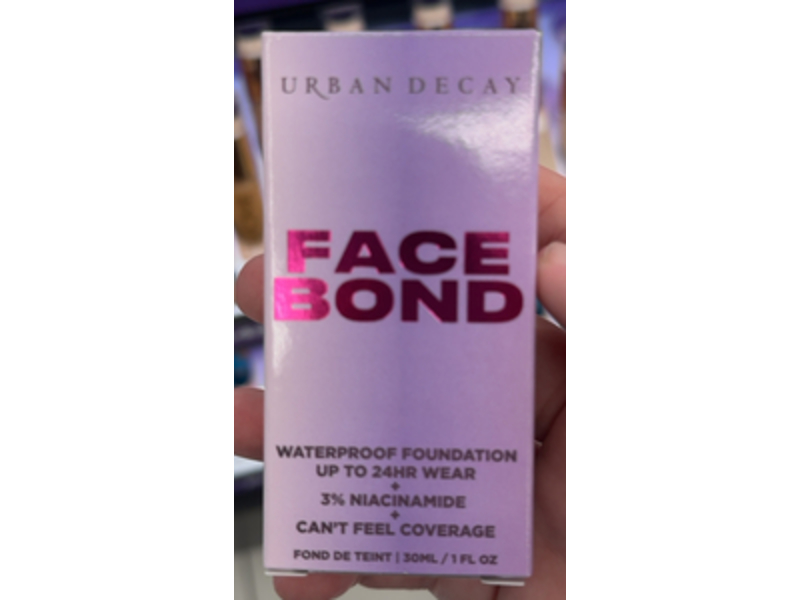 URBAN DECAY
FACE
BOND
WATERPROOF FOUNDATION
UP TO 24HR WEAR
+
3% NIACINAMIDE
+
CAN'T FEEL COVERAGE
FOND DE TEINT | 30ML / 1 FL OZ